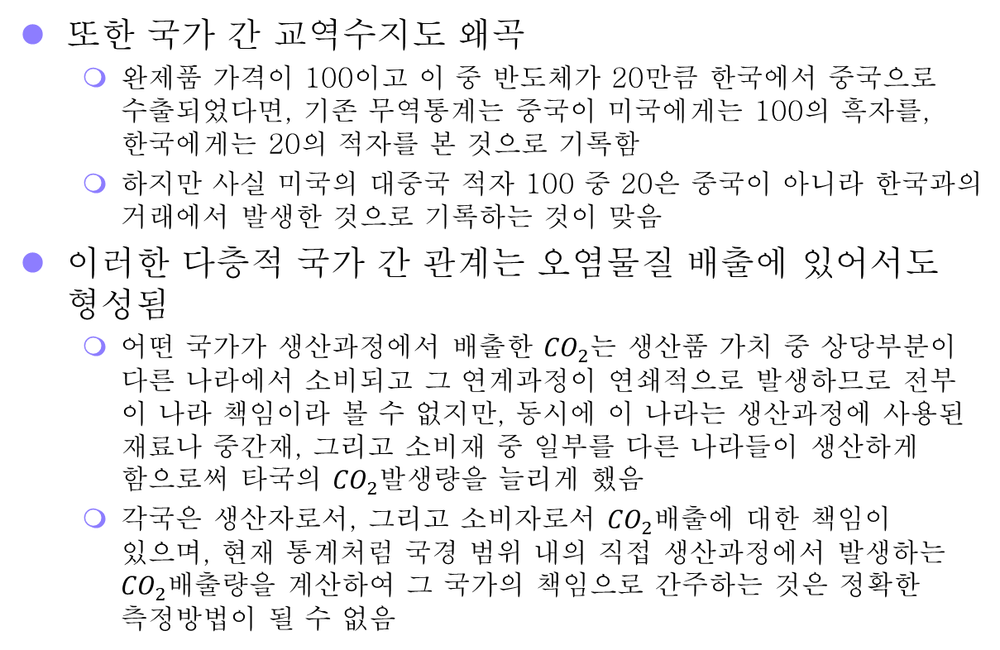 또한 국가 간 교역수지도 왜곡
완제품 가격이 100이고 이 중 반도체가 20만큼 한국에서 중국으로
수출되었다면, 기존 무역통계는 중국이 미국에게는 100의 흑자를,
한국에게는 20의 적자를 본 것으로 기록함
하지만 사실 미국의 대중국 적자 100 중 20은 중국이 아니라 한국과의
거래에서 발생한 것으로 기록하는 것이 맞음
이러한 다층적 국가 간 관계는 오염물질 배출에 있어서도
형성됨
어떤 국가가 생산과정에서 배출한 CO₂는 생산품 가치 중 상당부분이
다른 나라에서 소비되고 그 연계과정이 연쇄적으로 발생하므로 전부
이 나라 책임이라 볼 수 없지만, 동시에 이 나라는 생산과정에 사용된
재료나 중간재, 그리고 소비재 중 일부를 다른 나라들이 생산하게
함으로써 타국의 CO₂발생량을 늘리게 했음
각국은 생산자로서, 그리고 소비자로서 CO₂배출에 대한 책임이
있으며, 현재 통계처럼 국경 범위 내의 직접 생산과정에서 발생하는
CO₂배출량을 계산하여 그 국가의 책임으로 간주하는 것은 정확한
측정방법이 될 수 없음